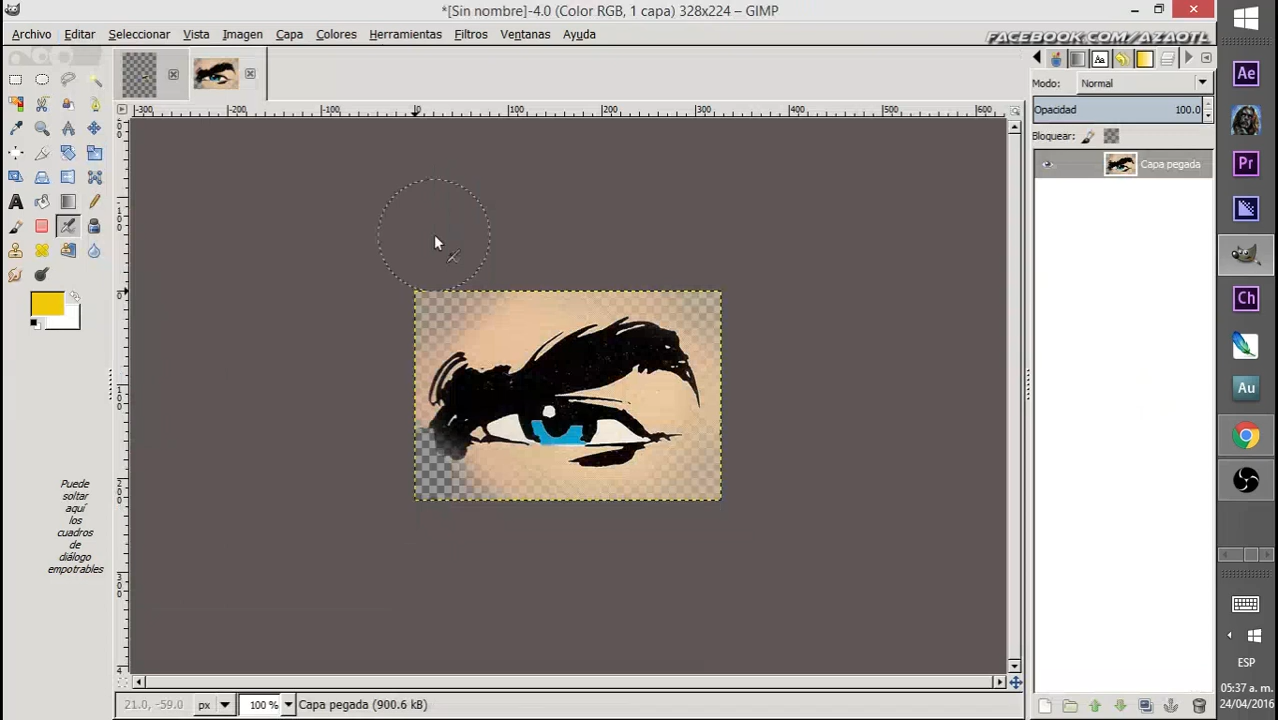 *[Sin nombre]-4.0 (Color RGB, 1 capa) 328x224 – GIMP
Archivo Editar Seleccionar Vista Imagen Capa Colores Herramientas Filtros Ventanas Ayuda
FACEBOOK.COM/AZAOTL
Modo: Normal
Opacidad 100.0
Bloquear:
Capa pegada
-300 -200 -100 0 100 200 300 400 500 600
Puede
soltar
aquí
los
cuadros
de
diálogo
empotrables
21.0, -59.0 px 100 % Capa pegada (900.6 kB)
Ae
Pr
Ch
Au
ESP
05:37 a. m.
24/04/2016